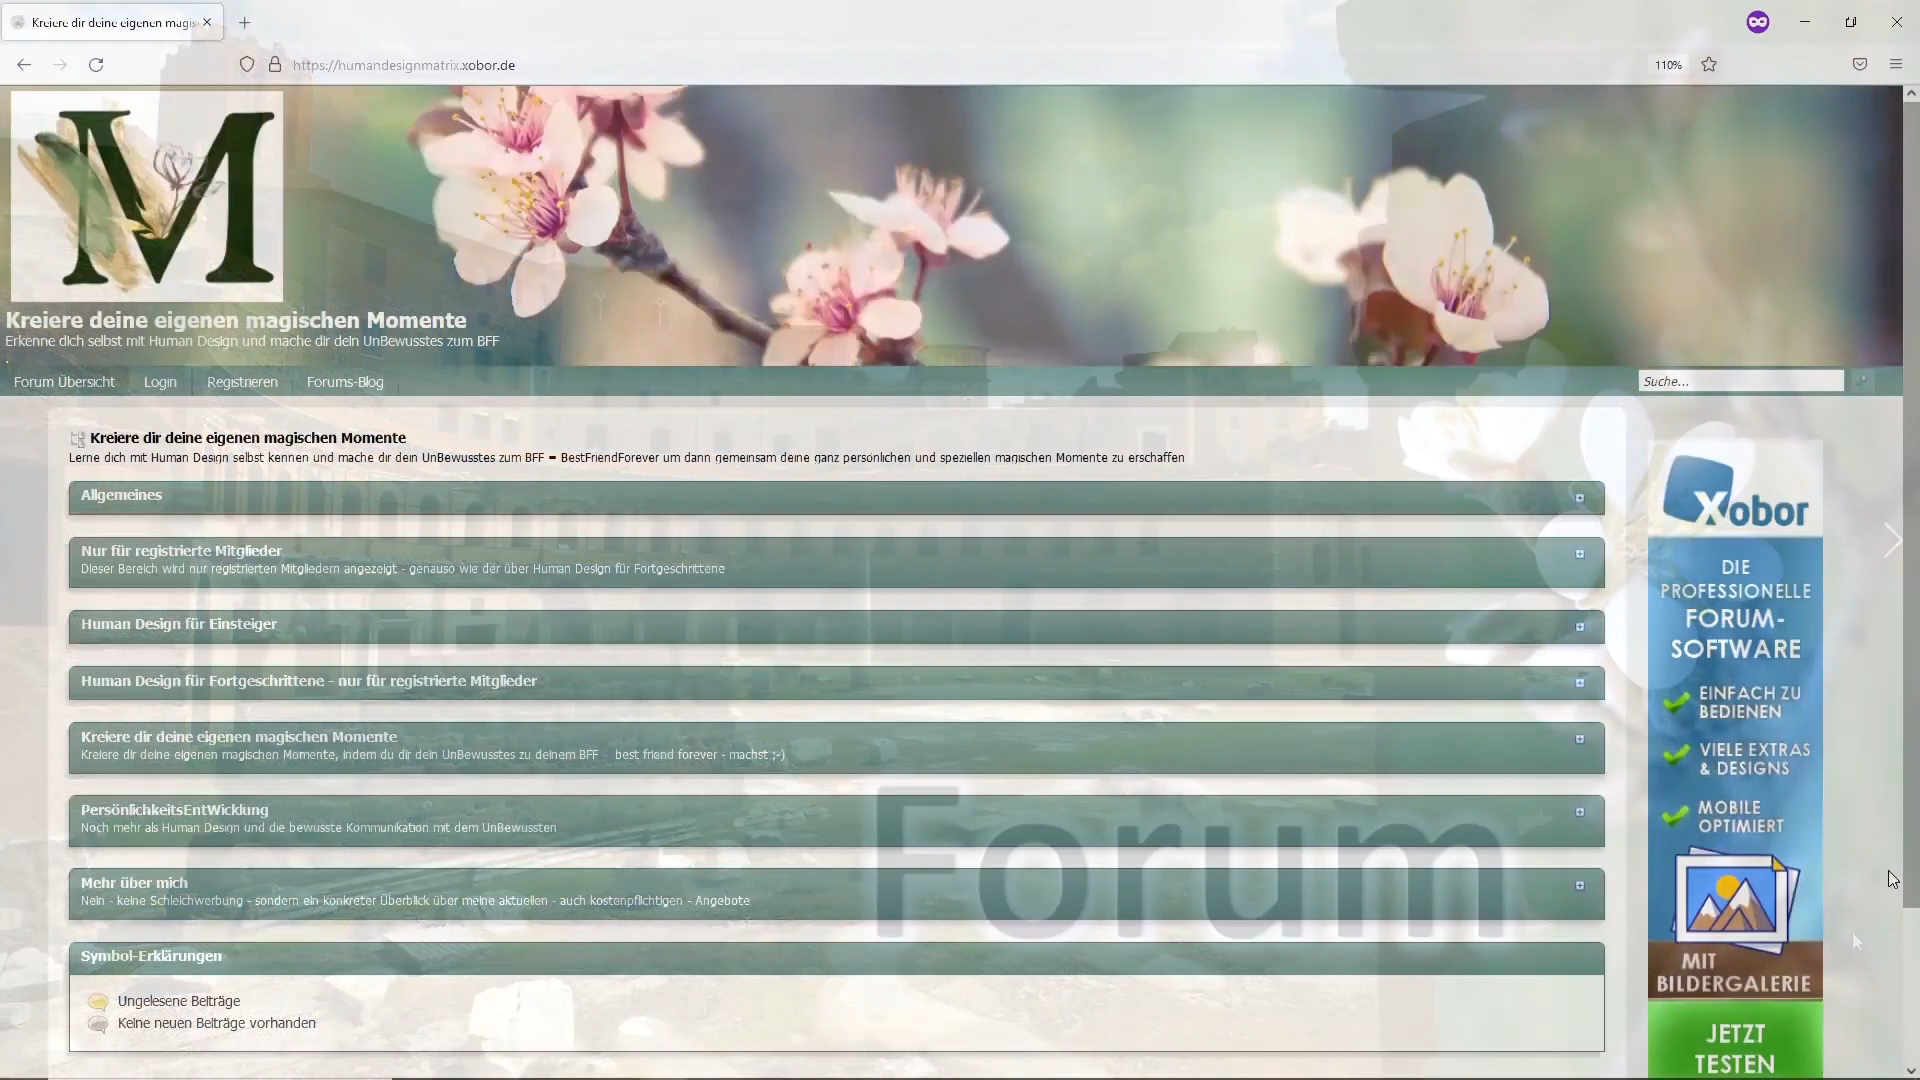 Kreiere dir deine eigenen magis
https://humandesignmatrix.xobor.de
110%
M
Kreiere deine eigenen magischen Momente
Erkenne dich selbst mit Human Design und mache dir dein UnBewusstes zum BFF
.
Forum Übersicht
Login
Registrieren
Forums-Blog
Suche...
Kreiere dir deine eigenen magischen Momente
Lerne dich mit Human Design selbst kennen und mache dir dein UnBewusstes zum BFF = BestFriendForever um dann gemeinsam deine ganz persönlichen und speziellen magischen Momente zu erschaffen
Allgemeines
Nur für registrierte Mitglieder
Dieser Bereich wird nur registrierten Mitgliedern angezeigt - genauso wie der über Human Design für Fortgeschrittene
Human Design für Einsteiger
Human Design für Fortgeschrittene - nur für registrierte Mitglieder
Kreiere dir deine eigenen magischen Momente
Kreiere dir deine eigenen magischen Momente, indem du dir dein UnBewusstes zu deinem BFF - best friend forever - machst ;-)
PersönlichkeitsEntWicklung
Noch mehr als Human Design und die bewusste Kommunikation mit dem UnBewussten
Mehr über mich
Nein - keine Schleichwerbung - sondern ein konkreter Überblick über meine aktuellen - auch kostenpflichtigen - Angebote
Forum
Symbol-Erklärungen
Ungelesene Beiträge
Keine neuen Beiträge vorhanden
Xobor
DIE
PROFESSIONELLE
FORUM-
SOFTWARE
EINFACH ZU
BEDIENEN
VIELE EXTRAS
& DESIGNS
MOBILE
OPTIMIERT
MIT
BILDERGALERIE
JETZT
TESTEN